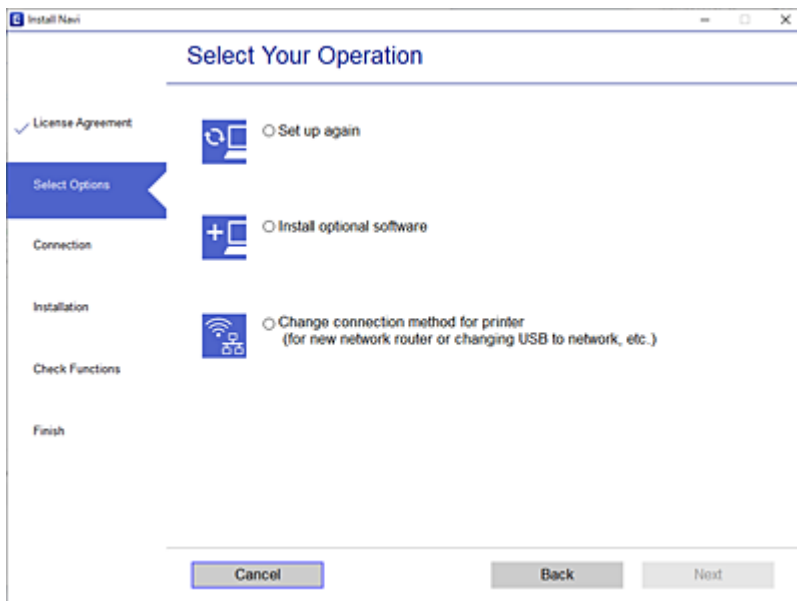 Install Navi
Select Your Operation
License Agreement
Select Options
Connection
Installation
Check Functions
Finish
Set up again
Install optional software
Change connection method for printer
(for new network router or changing USB to network, etc.)
Cancel
Back
Next